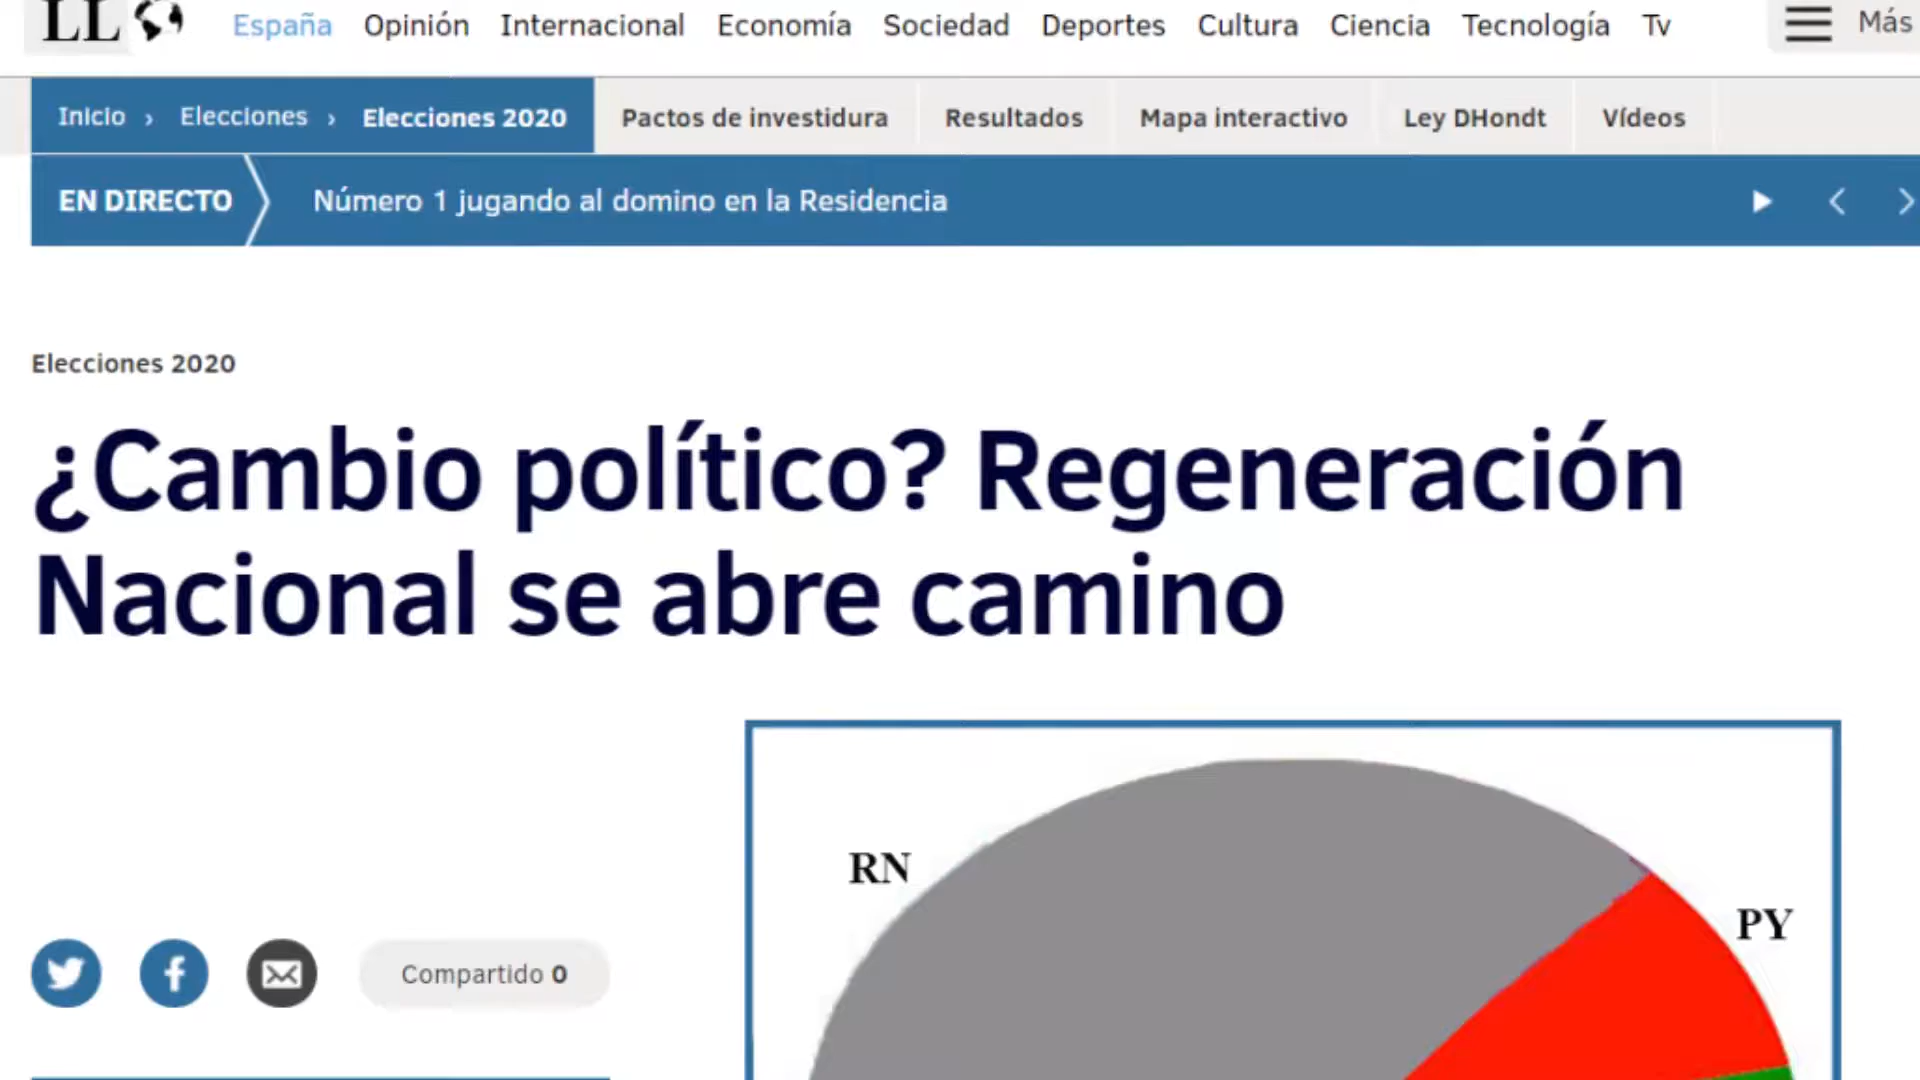 LL
España Opinión Internacional Economía Sociedad Deportes Cultura Ciencia Tecnología Tv Más
Inicio › Elecciones › Elecciones 2020 Pactos de investidura Resultados Mapa interactivo Ley DHondt Vídeos
EN DIRECTO Número 1 jugando al domino en la Residencia
Elecciones 2020
¿Cambio político? Regeneración
Nacional se abre camino
RN
PY
Compartido 0